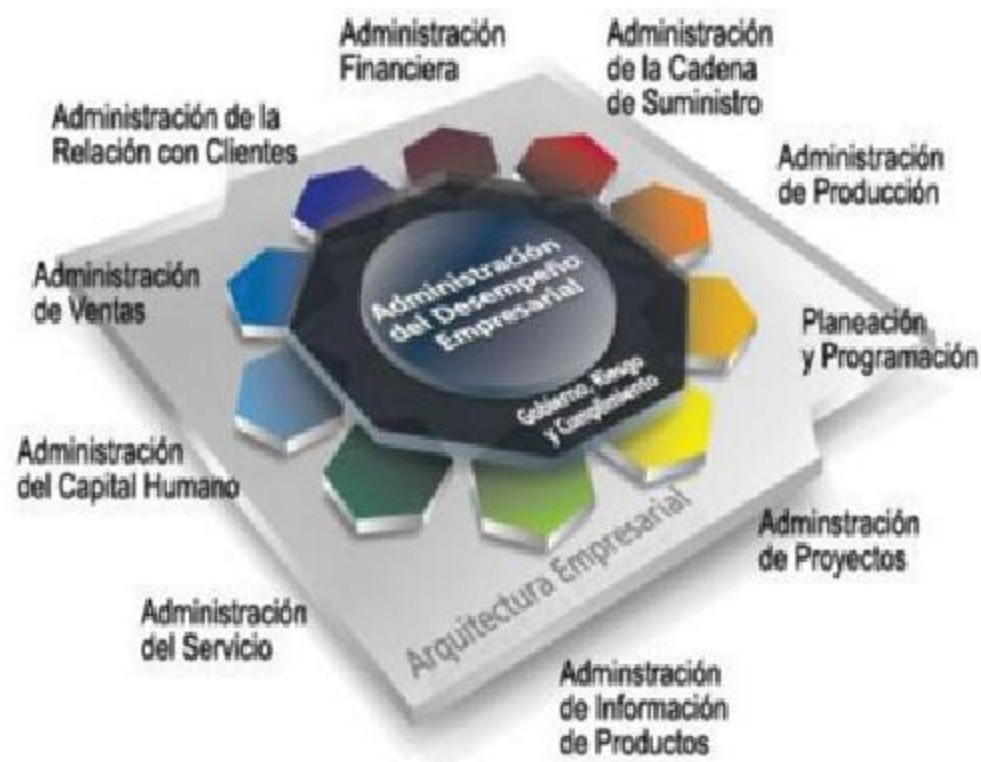 Administración
Financiera
Administración
de la Cadena
de Suministro
Administración de la
Relación con Clientes
Administración
de Producción
Administración
de Ventas
Administración
del Desempeño
Empresarial
Planeación
y Programación
Gobierno, Riesgo
y Cumplimiento
Administración
del Capital Humano
Adminstración
de Proyectos
Arquitectura Empresarial
Administración
del Servicio
Adminstración
de Información
de Productos